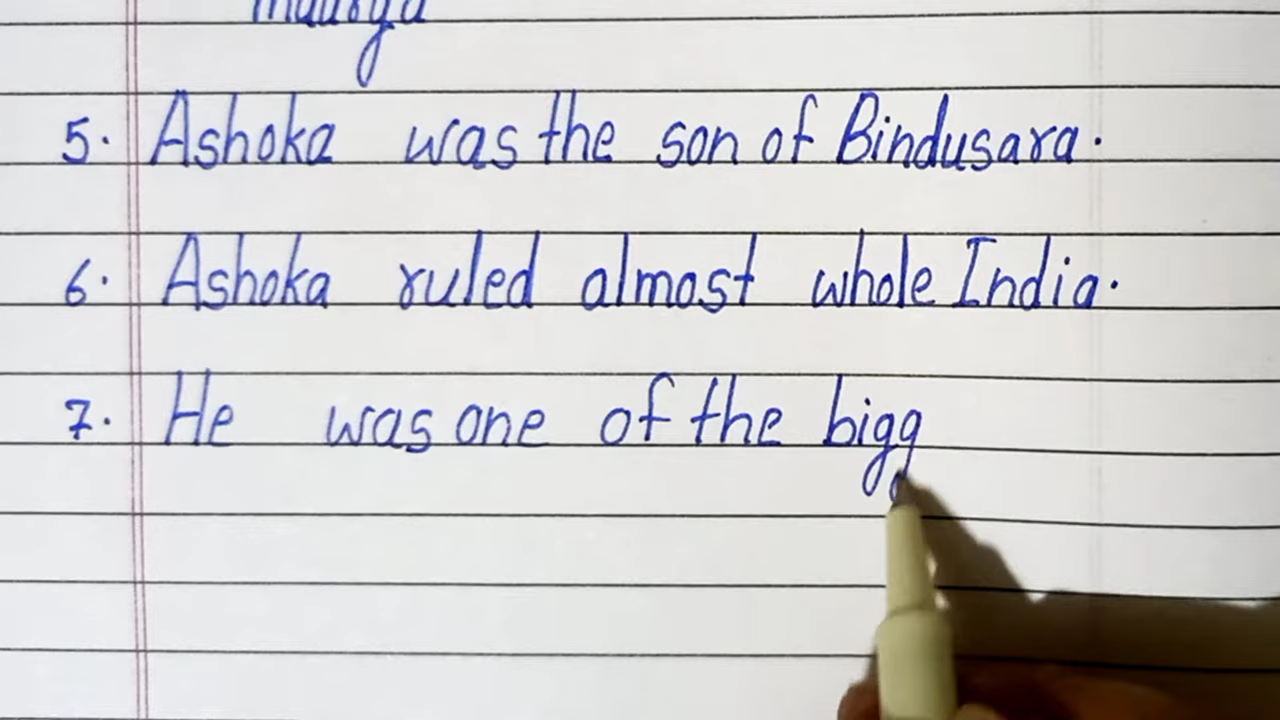 maurya
5. Ashoka was the son of Bindusara.
6. Ashoka ruled almost whole India.
7. He was one of the bigg